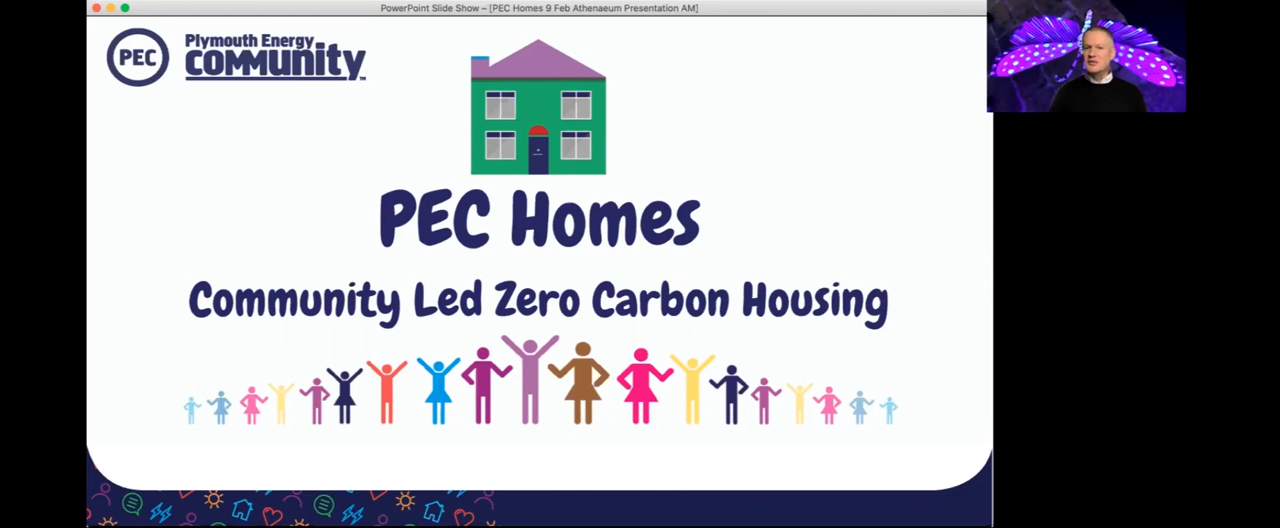 PowerPoint Slide Show – [PEC Homes 9 Feb Athenaeum Presentation AM]
PEC
Plymouth Energy
community
TM
PEC Homes
Community Led Zero Carbon Housing